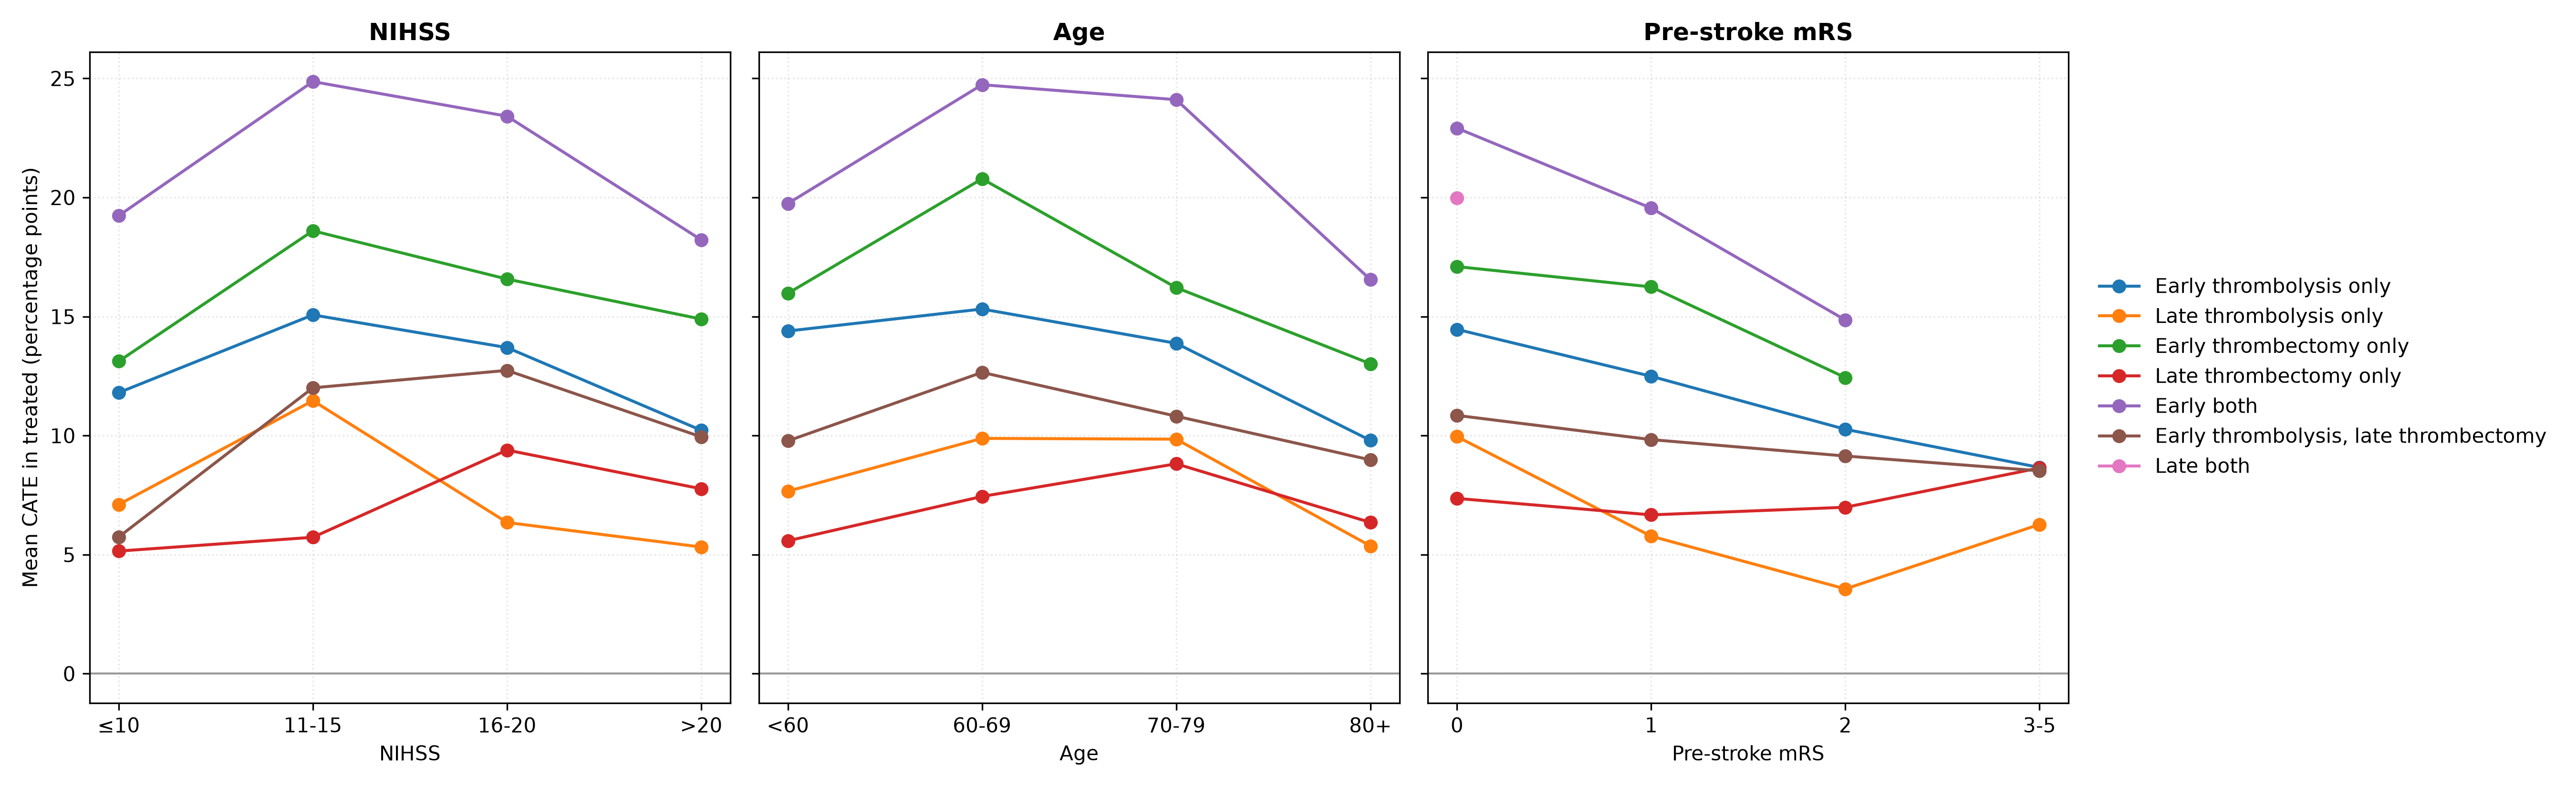 NIHSS
Age
Pre-stroke mRS
Mean CATE in treated (percentage points)
25
20
15
10
5
0
≤10 11-15 16-20 >20
<60 60-69 70-79 80+
0 1 2 3-5
NIHSS
Age
Pre-stroke mRS
Early thrombolysis only
Late thrombolysis only
Early thrombectomy only
Late thrombectomy only
Early both
Early thrombolysis, late thrombectomy
Late both